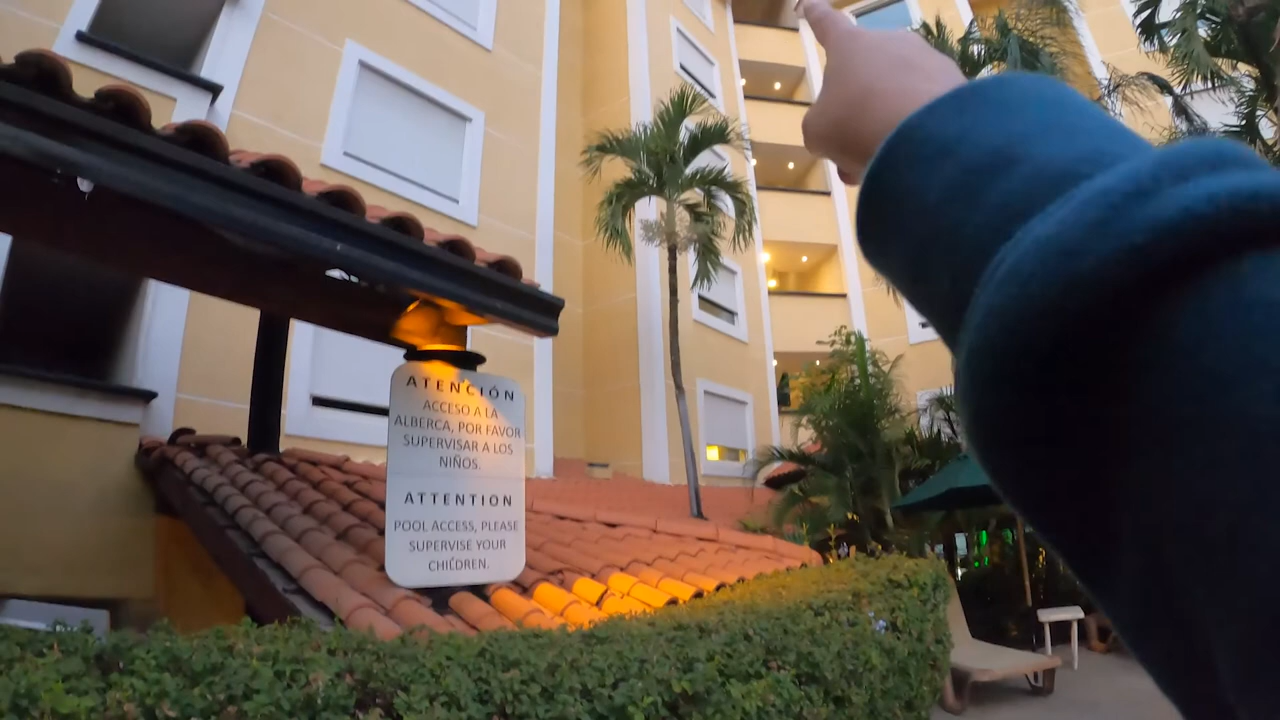 ATENCIÓN
ACCESO A LA
ALBERCA, POR FAVOR
SUPERVISAR A LOS
NIÑOS.
ATTENTION
POOL ACCESS, PLEASE
SUPERVISE YOUR
CHILDREN.